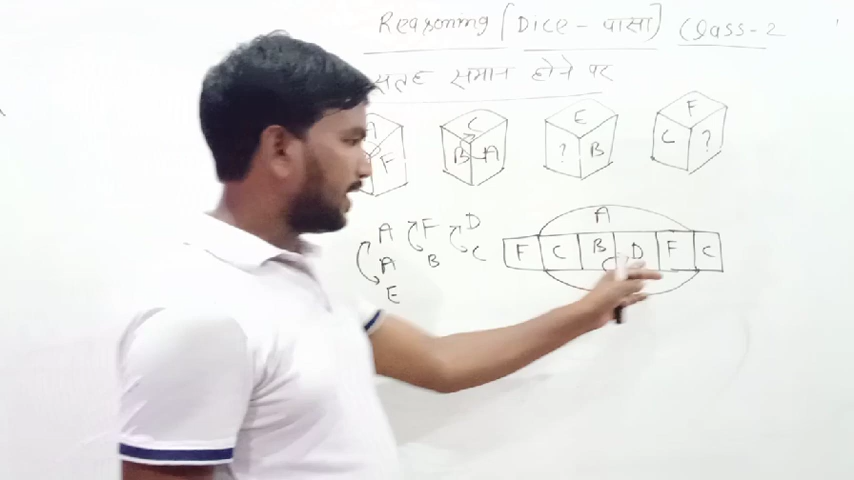 Reasoning [Dice - पासा] Class-2
सतह समान होने पर
A C E F
F B A ? B C ?
A F D A
A B C F C B D F C
E